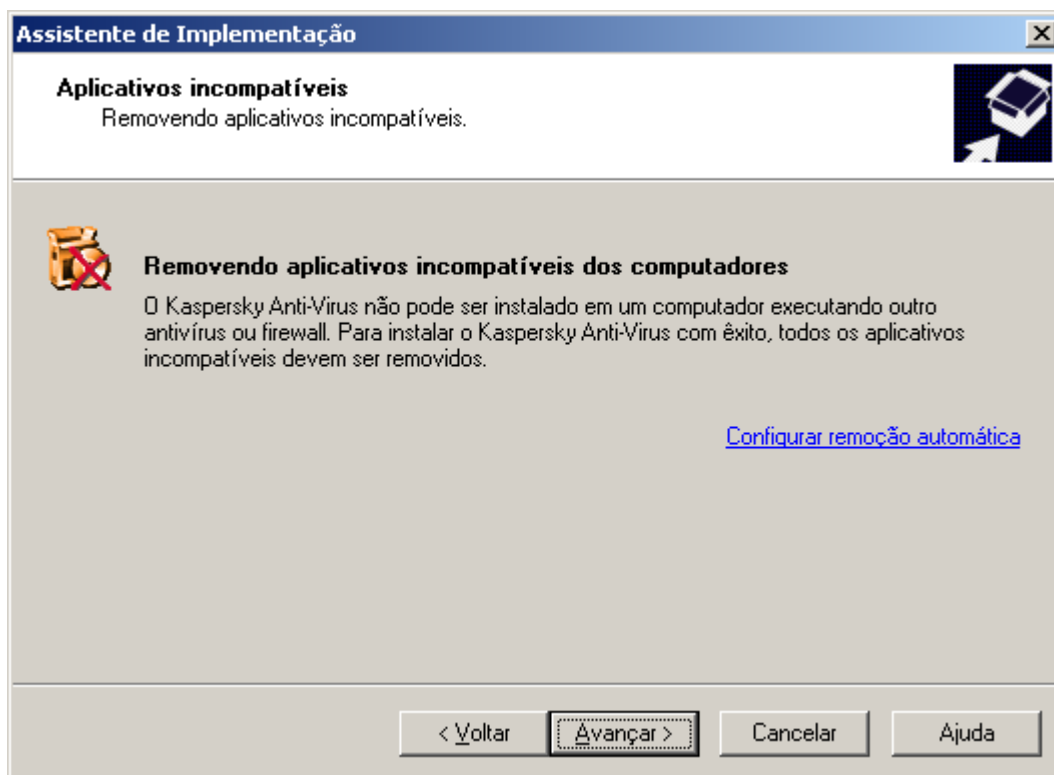 Assistente de Implementação
Aplicativos incompatíveis
Removendo aplicativos incompatíveis.
Removendo aplicativos incompatíveis dos computadores
O Kaspersky Anti-Virus não pode ser instalado em um computador executando outro
antivírus ou firewall. Para instalar o Kaspersky Anti-Virus com êxito, todos os aplicativos
incompatíveis devem ser removidos.
Configurar remoção automática
< Voltar
Avançar >
Cancelar
Ajuda